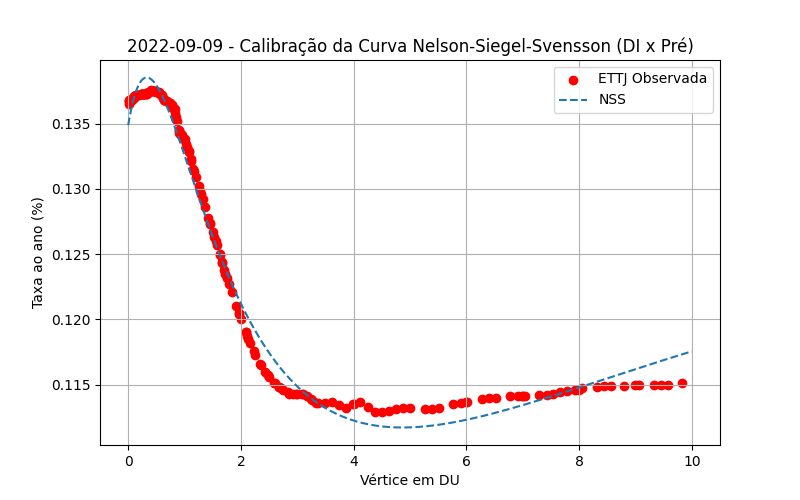 2022-09-09 - Calibração da Curva Nelson-Siegel-Svensson (DI x Pré)
ETTJ Observada
NSS
Taxa ao ano (%)
0.135
0.130
0.125
0.120
0.115
0 2 4 6 8 10
Vértice em DU